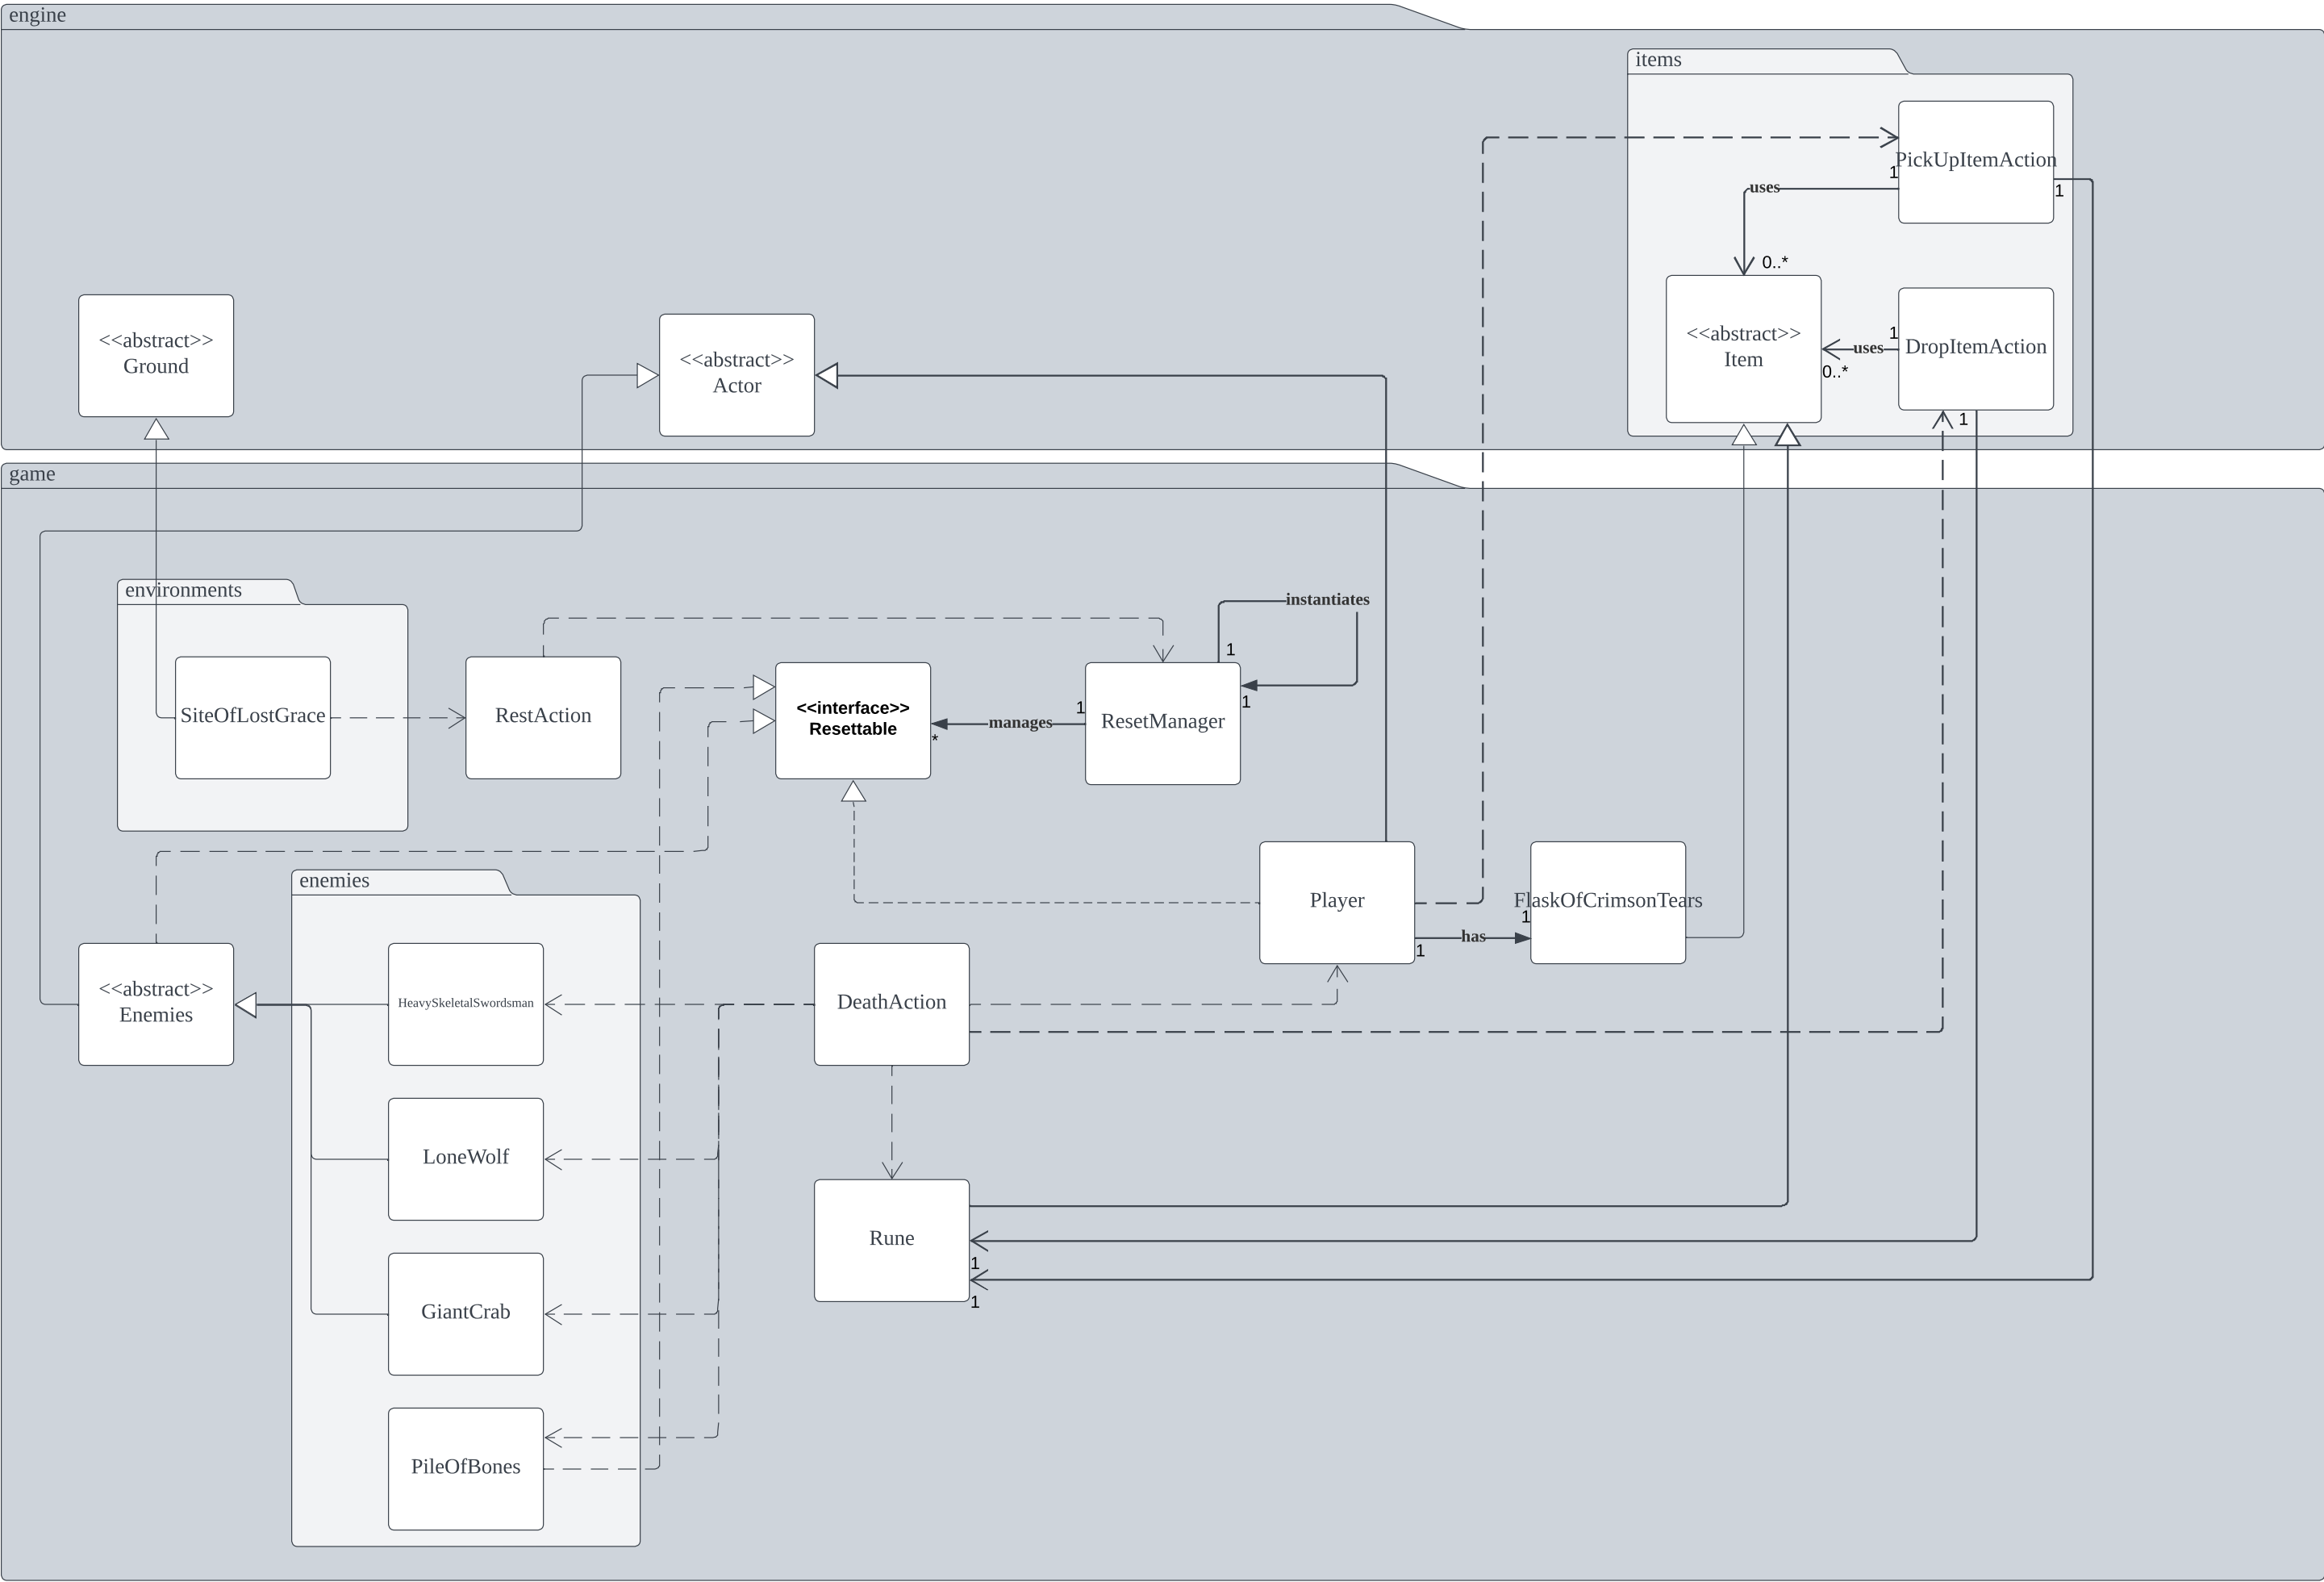 engine
items
PickUpItemAction
1
1
uses
0..*
<<abstract>>
Ground
<<abstract>>
Actor
<<abstract>>
Item
1
uses
0..*
DropItemAction
1
game
environments
SiteOfLostGrace
RestAction
<<interface>>
Resettable
1
manages
*
ResetManager
instantiates
1
1
Player
FlaskOfCrimsonTears
1
has
1
enemies
<<abstract>>
Enemies
HeavySkeletalSwordsman
DeathAction
LoneWolf
Rune
1
1
GiantCrab
PileOfBones